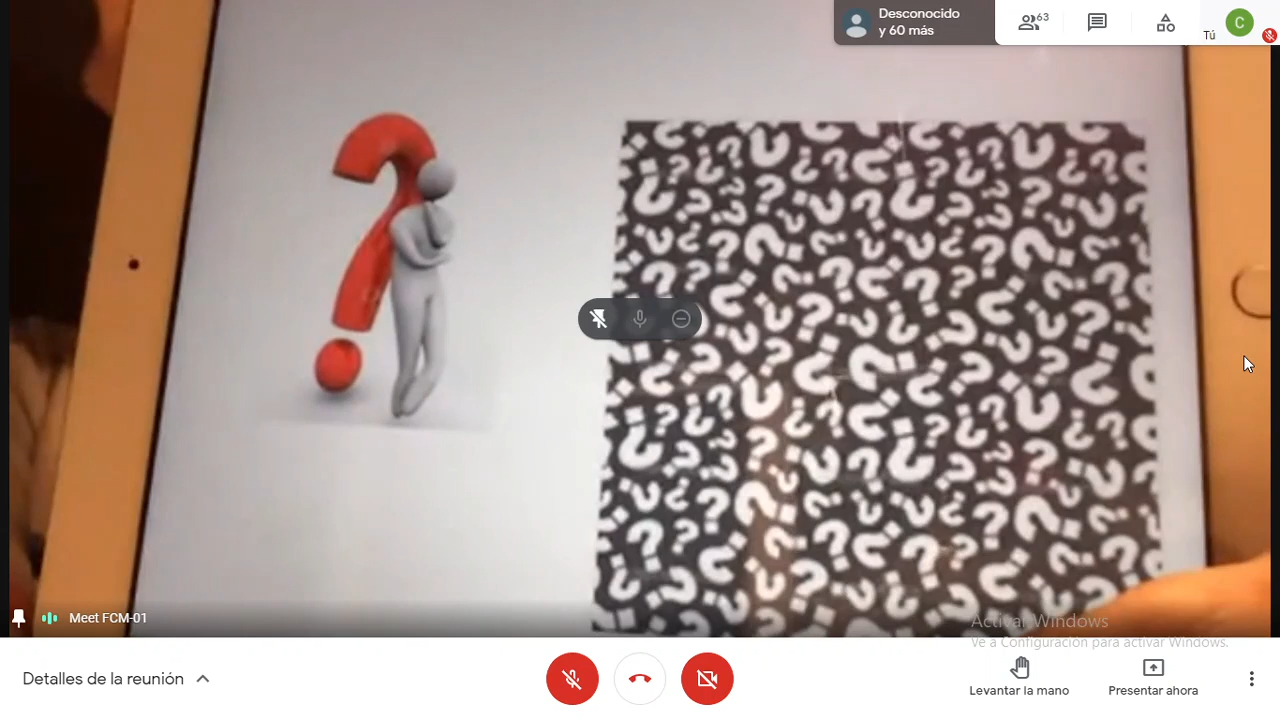 Desconocido
y 60 más
63
C
Tú
Meet FCM-01
Activar Windows
Ve a Configuración para activar Windows.
Detalles de la reunión
Levantar la mano
Presentar ahora